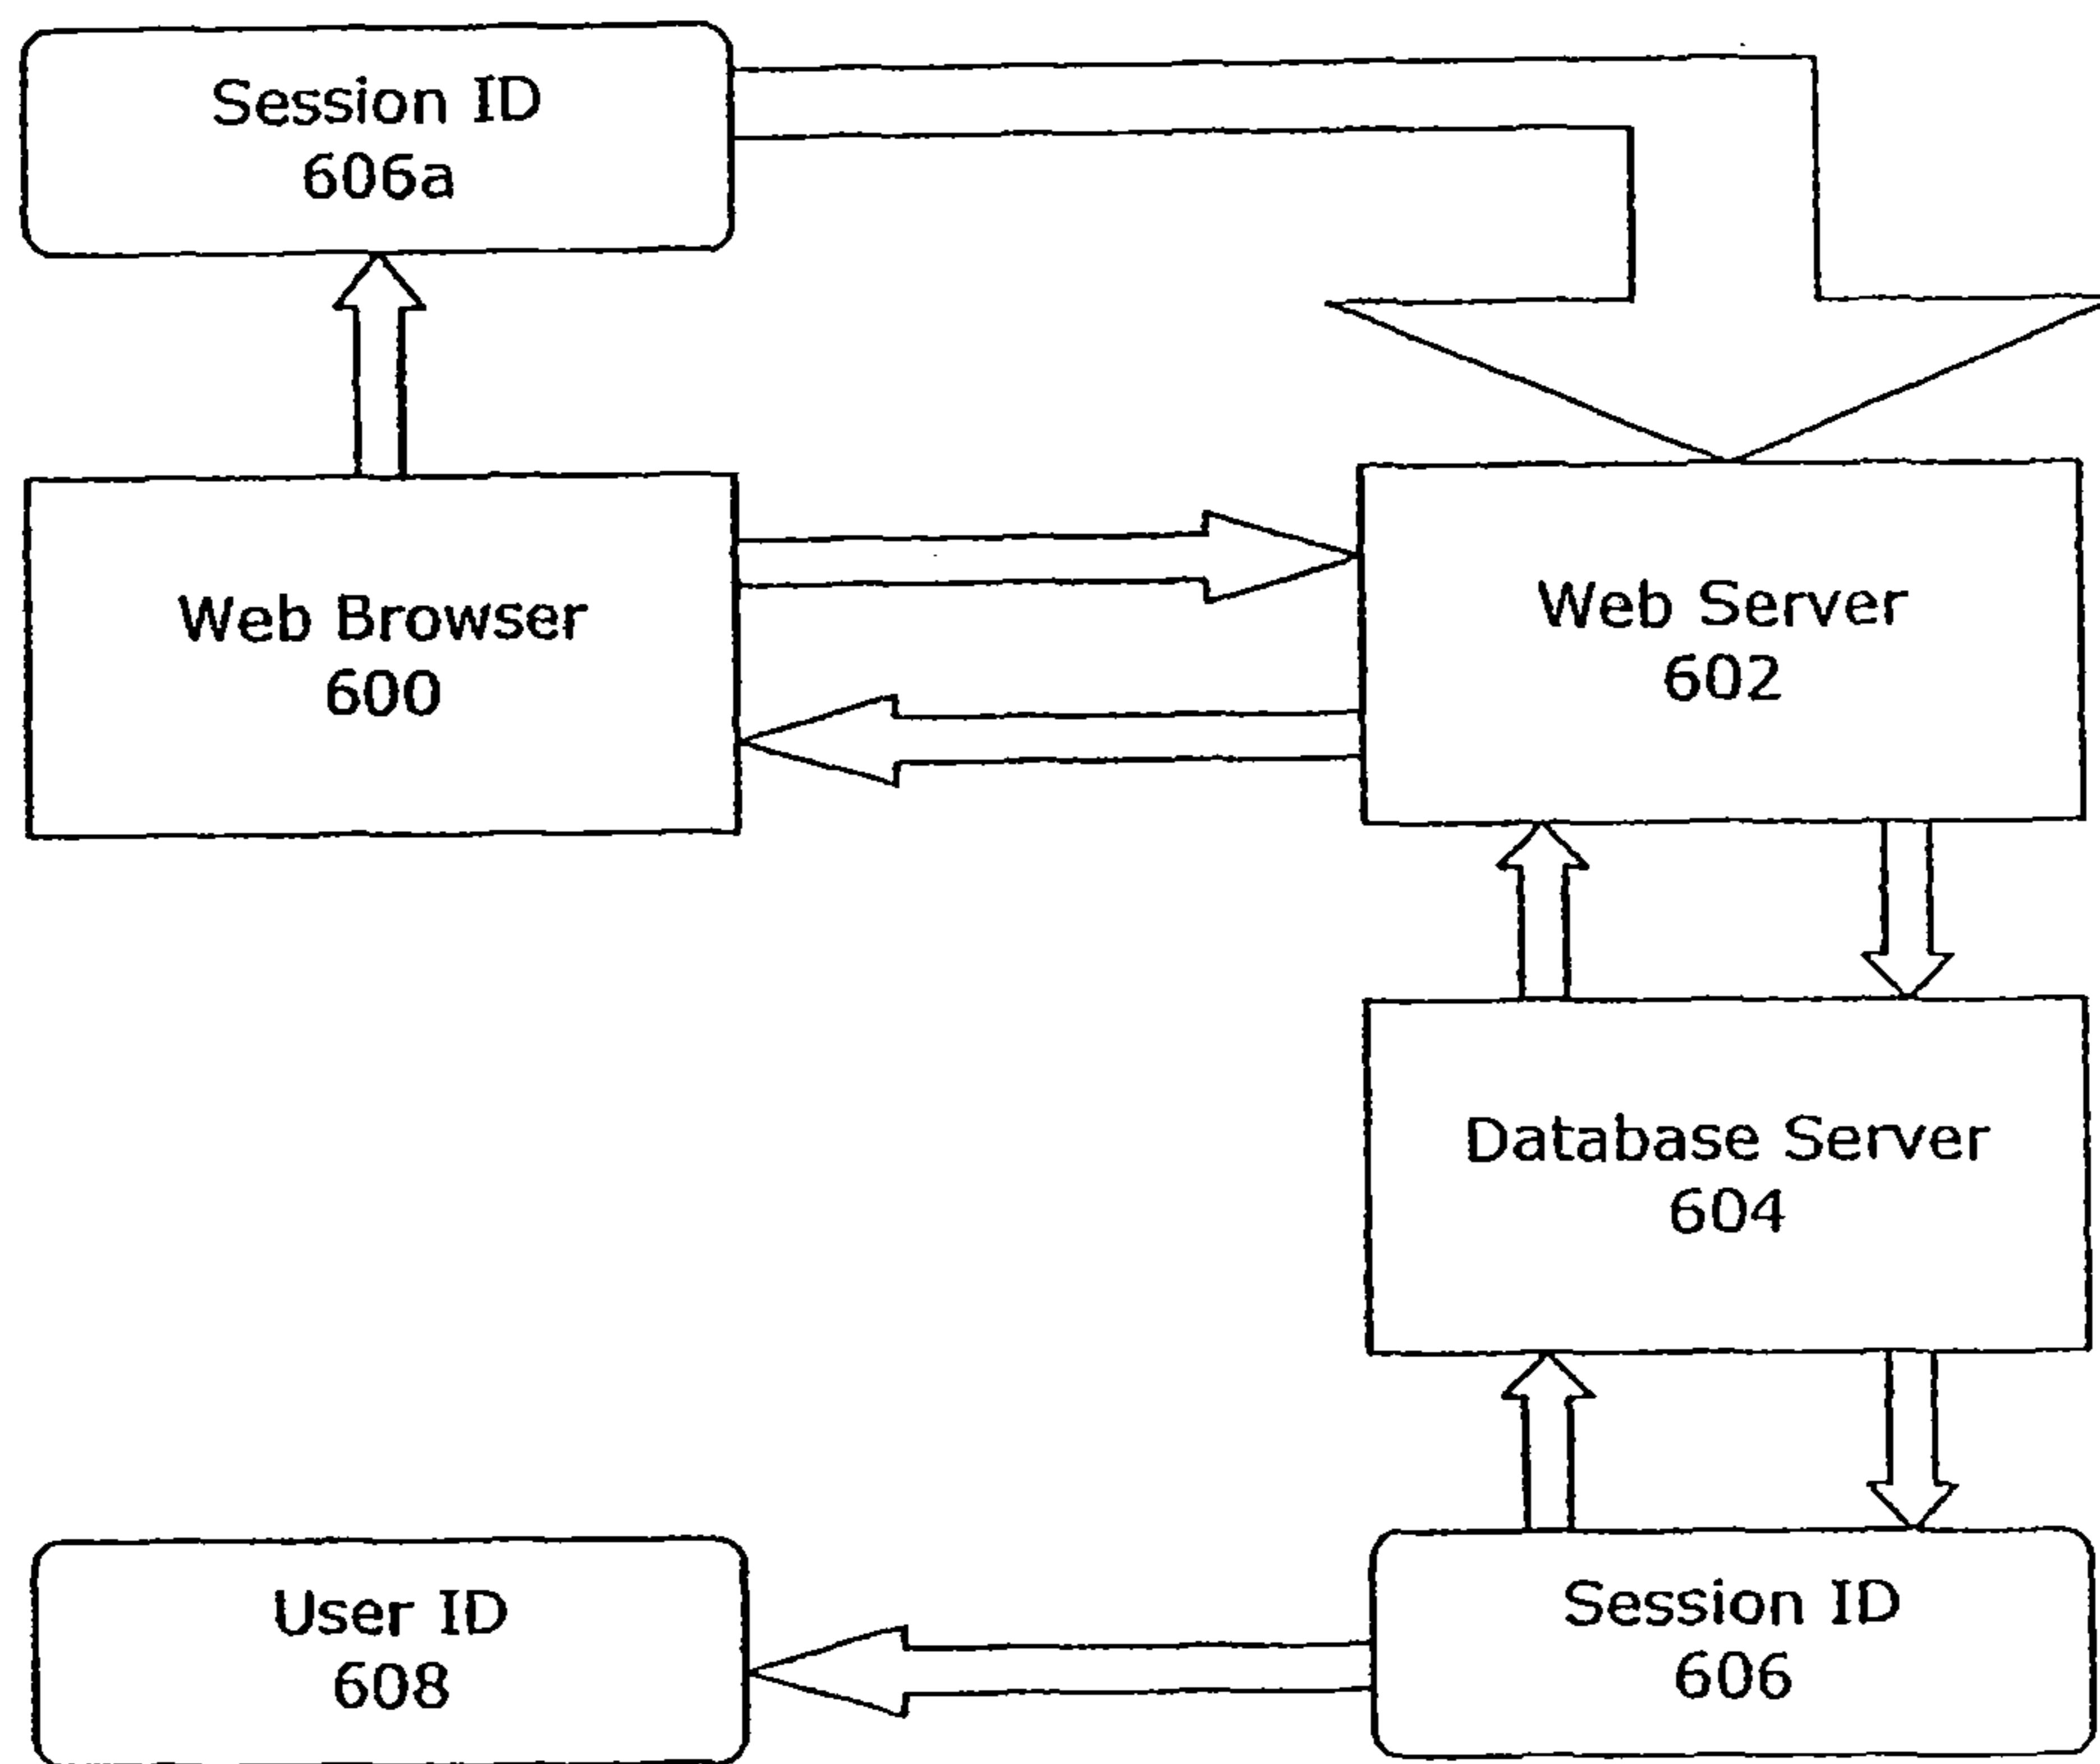 Session ID
606a
Web Browser
600
Web Server
602
Database Server
604
User ID
608
Session ID
606